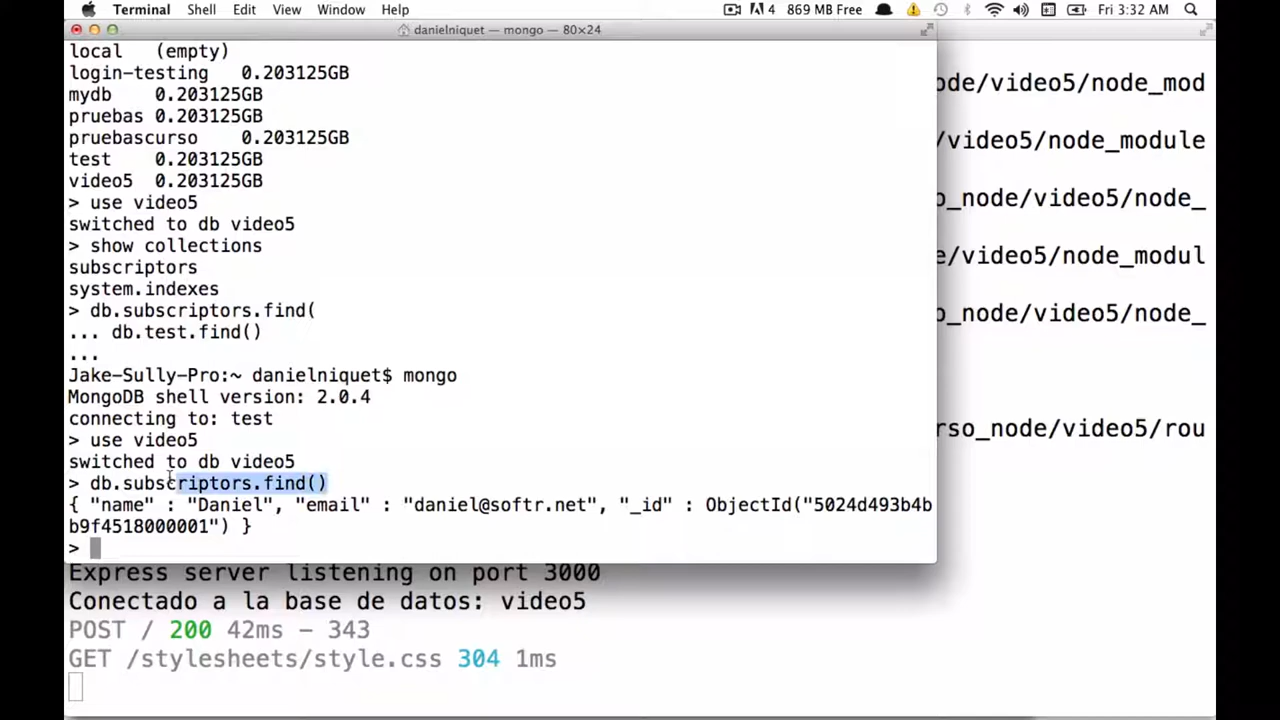 Terminal Shell Edit View Window Help 4 869 MB Free Fri 3:32 AM
danielniquet — mongo — 80×24
local (empty)
login-testing 0.203125GB
mydb 0.203125GB
pruebas 0.203125GB
pruebascurso 0.203125GB
test 0.203125GB
video5 0.203125GB
> use video5
switched to db video5
> show collections
subscriptors
system.indexes
> db.subscriptors.find(
... db.test.find()
...
Jake-Sully-Pro:~ danielniquet$ mongo
MongoDB shell version: 2.0.4
connecting to: test
> use video5
switched to db video5
> db.subscriptors.find()
{ "name" : "Daniel", "email" : "daniel@softr.net", "_id" : ObjectId("5024d493b4b
b9f4518000001") }
>
ode/video5/node_mod
/video5/node_module
o_node/video5/node_
e/video5/node_modul
o_node/video5/node_
rso_node/video5/rou
Express server listening on port 3000
Conectado a la base de datos: video5
POST / 200 42ms - 343
GET /stylesheets/style.css 304 1ms